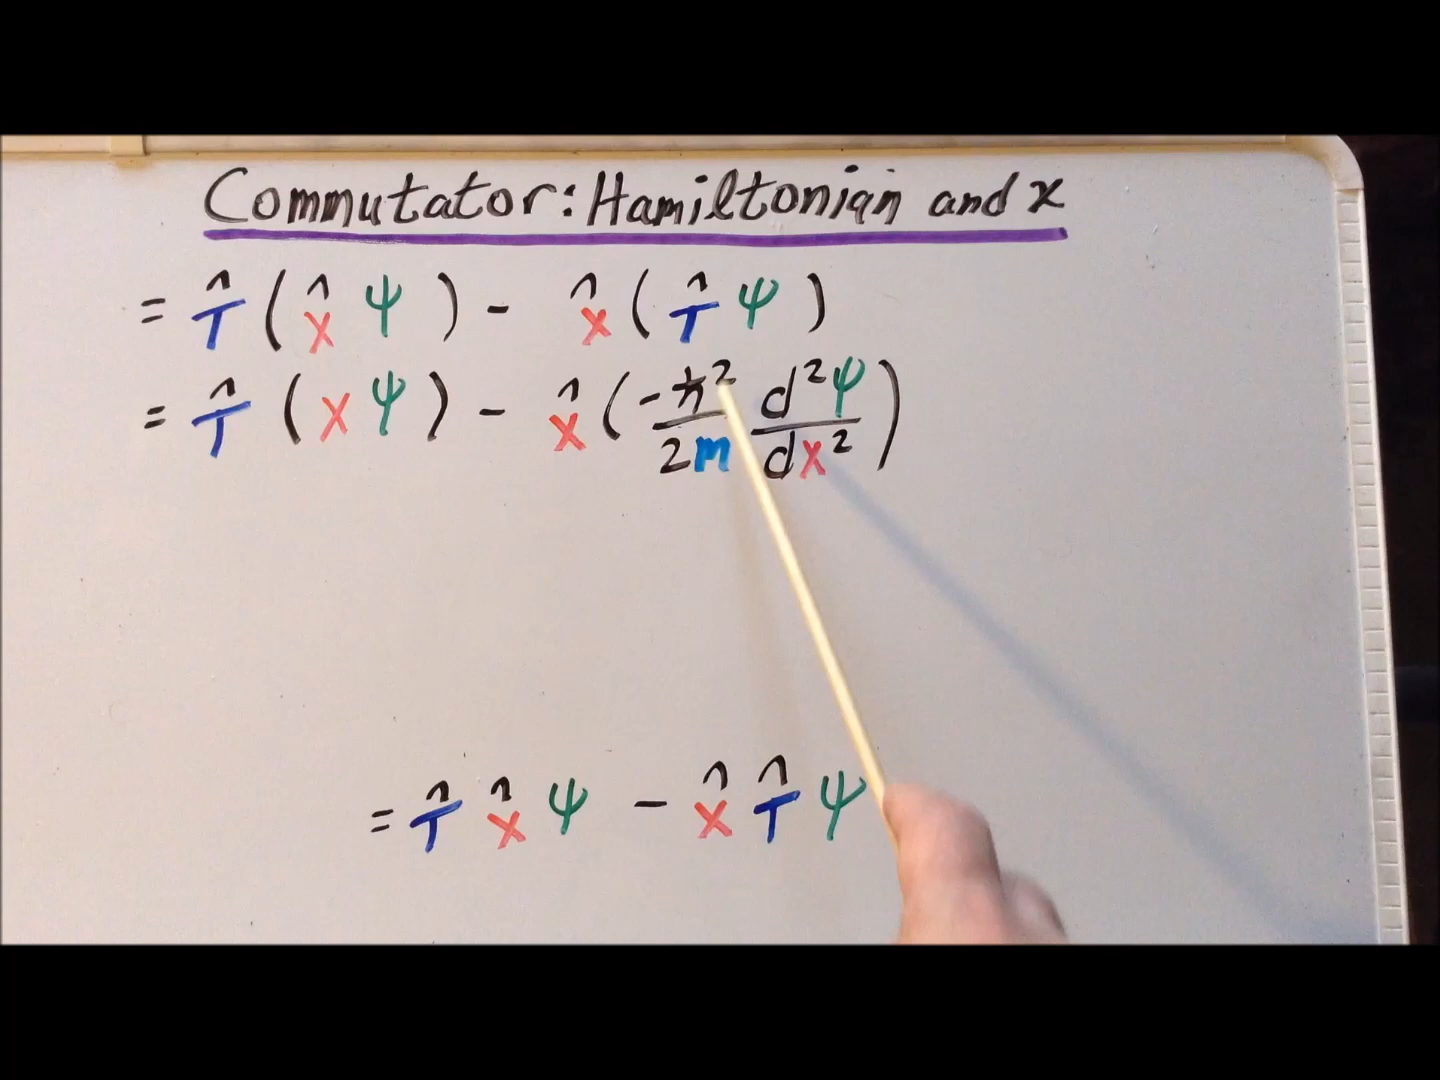 Commutator: Hamiltonian and x
= T̂ ( x̂ ψ ) - x̂ ( T̂ ψ )
= T̂ ( x ψ ) - x̂ ( -ħ²/2m d²ψ/dx² )
= T̂ x̂ ψ - x̂ T̂ ψ